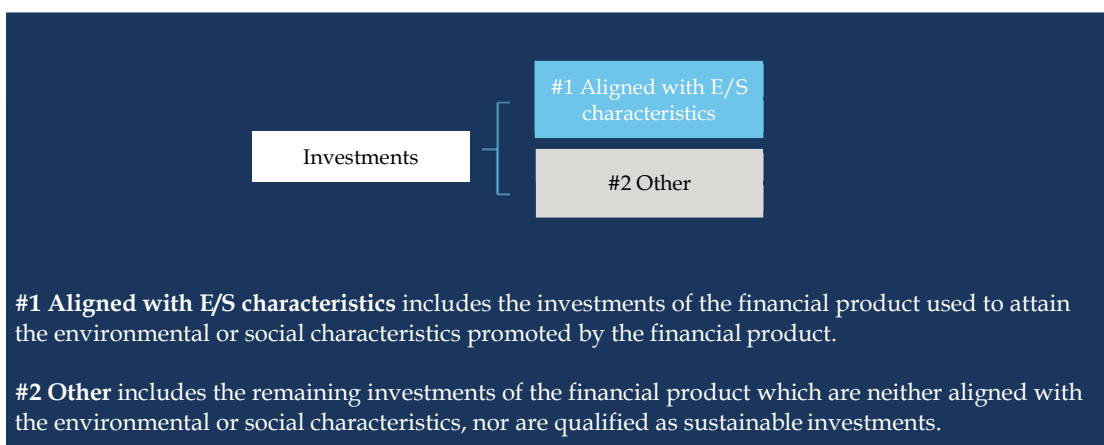 #1 Aligned with E/S
characteristics
Investments
#2 Other
#1 Aligned with E/S characteristics includes the investments of the financial product used to attain
the environmental or social characteristics promoted by the financial product.
#2 Other includes the remaining investments of the financial product which are neither aligned with
the environmental or social characteristics, nor are qualified as sustainable investments.